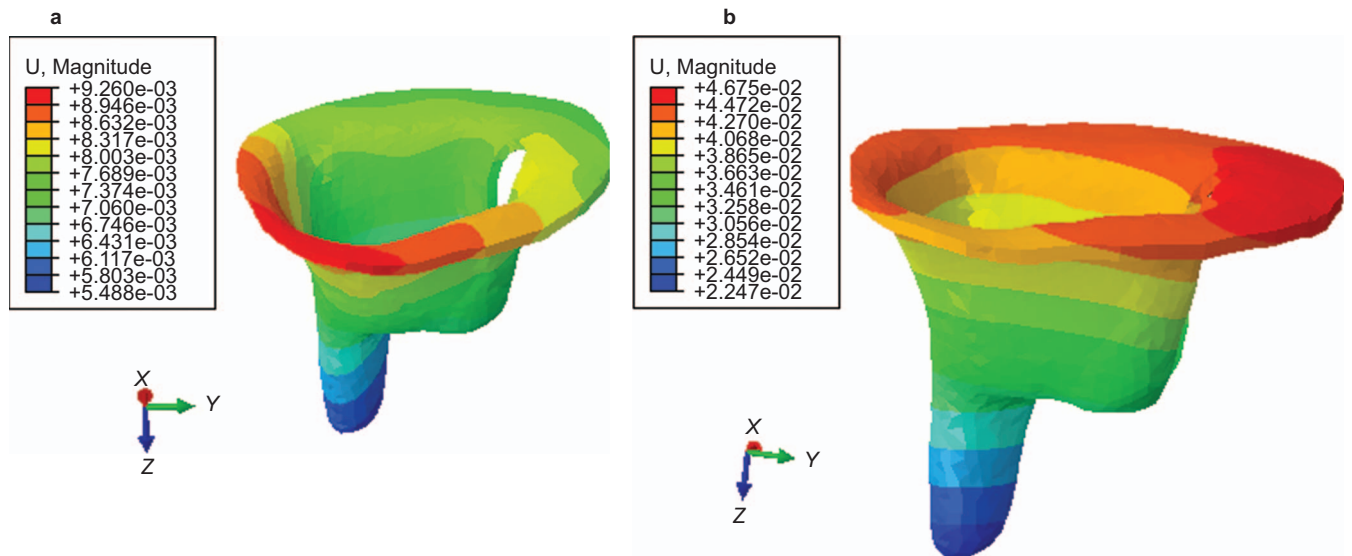 a
U, Magnitude
+9.260e-03
+8.946e-03
+8.632e-03
+8.317e-03
+8.003e-03
+7.689e-03
+7.374e-03
+7.060e-03
+6.746e-03
+6.431e-03
+6.117e-03
+5.803e-03
+5.488e-03
X
Y
Z
b
U, Magnitude
+4.675e-02
+4.472e-02
+4.270e-02
+4.068e-02
+3.865e-02
+3.663e-02
+3.461e-02
+3.258e-02
+3.056e-02
+2.854e-02
+2.652e-02
+2.449e-02
+2.247e-02
X
Y
Z